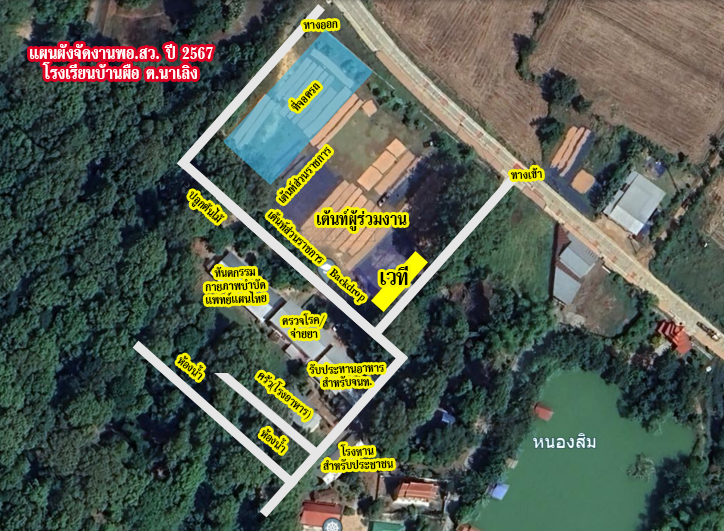 แผนผังจัดงานพอ.สว. ปี 2567
โรงเรียนบ้านผือ ต.นาเลิง
ทางออก
ที่จอดรถ
เต้นท์ส่วนราชการ
ทางเข้า
ปลูกต้นไม้
เต้นท์ส่วนราชการ
เต้นท์ผู้ร่วมงาน
Backdrop
เวที
ทันตกรรม
กายภาพบำบัด
แพทย์แผนไทย
ตรวจโรค/
จ่ายยา
ห้องน้ำ
รับประทานอาหาร
สำหรับจนท.
ครัว(โรงอาหาร)
ห้องน้ำ
โรงทาน
สำหรับประชาชน
หนองสิม